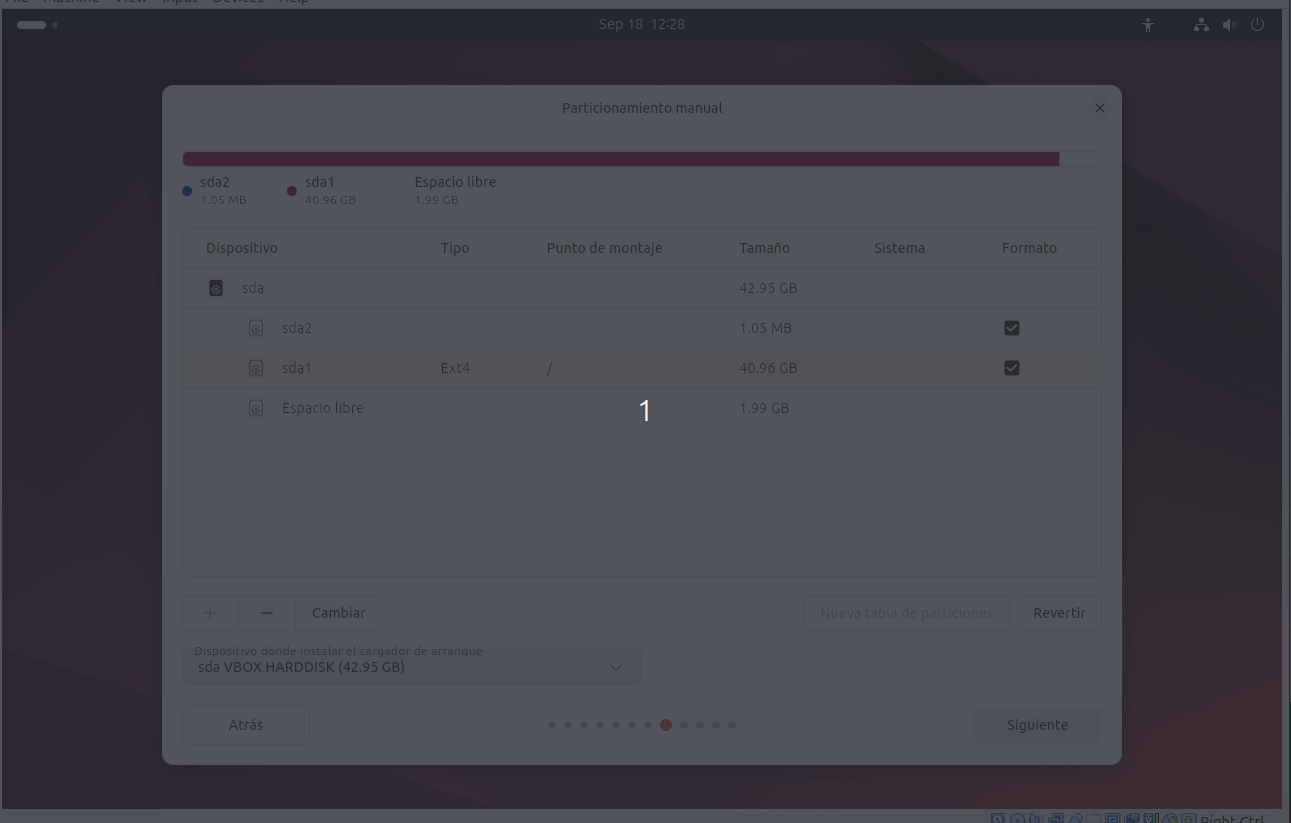 File Machine View Input Devices Help
Sep 18 12:28
Particionamiento manual
sda2
1.05 MB
sda1
40.96 GB
Espacio libre
1.99 GB
Dispositivo Tipo Punto de montaje Tamaño Sistema Formato
sda 42.95 GB
sda2 1.05 MB
sda1 Ext4 / 40.96 GB
Espacio libre 1.99 GB
1
+ − Cambiar Nueva tabla de particiones Revertir
Dispositivo donde instalar el cargador de arranque
sda VBOX HARDDISK (42.95 GB)
Atrás Siguiente
Right Ctrl